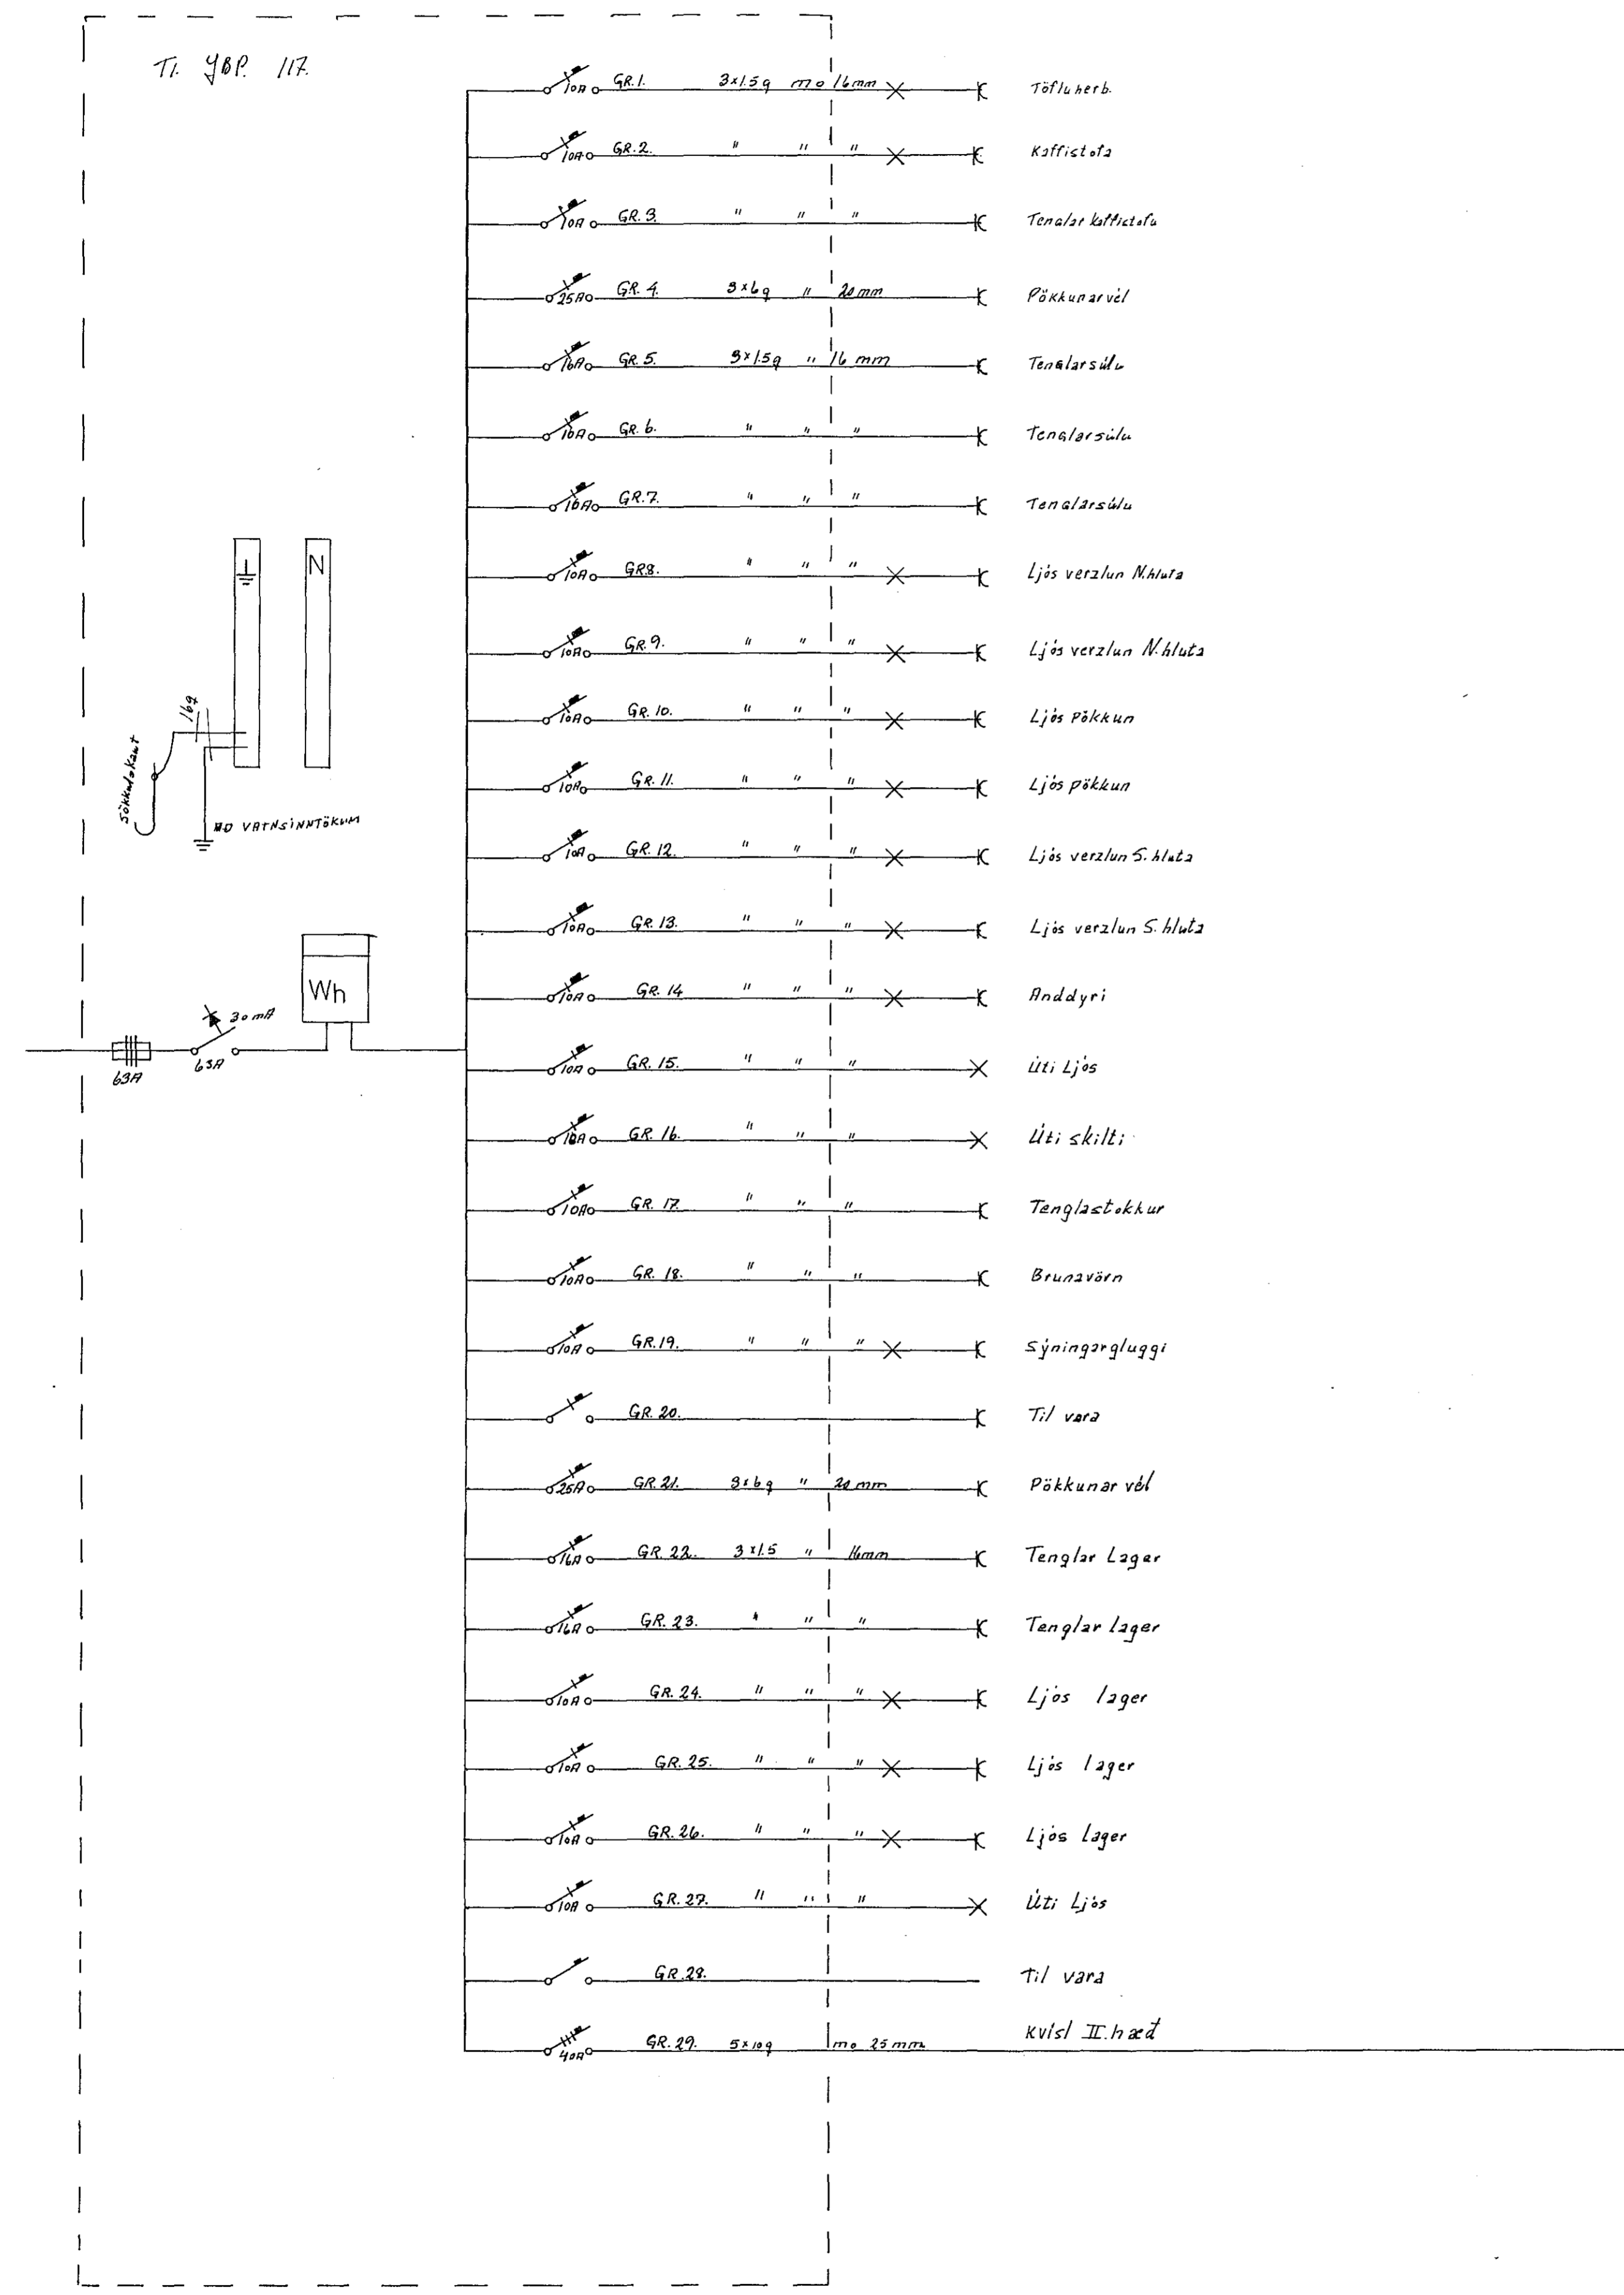 T1. GBP. 117.
10A GR.1. 3x1.5q mo 16mm Töfluherb.
10A GR.2. " " " Kaffistofa
10A GR.3. " " " Tenglar kaffistofu
25A GR.4. 3x6q " 20mm Pökkunarvél
16A GR.5. 3x1.5q " 16mm Tenglarsúlu
16A GR.6. " " " Tenglarsúlu
16A GR.7. " " " Tenglarsúlu
10A GR8. " " " Ljós verzlun N.hluta
10A GR.9. " " " Ljós verzlun N.hluta
10A GR.10. " " " Ljós Pökkun
10A GR.11. " " " Ljós pökkun
10A GR.12. " " " Ljós verzlun S.hluta
10A GR.13. " " " Ljós verzlun S.hluta
10A GR.14 " " " Anddyri
10A GR.15. " " " Úti Ljós
10A GR.16. " " " Úti skilti
10A GR.17. " " " Tenglastokkur
10A GR.18. " " " Brunavörn
10A GR.19. " " " Sýningargluggi
GR.20. Til vara
25A GR.21. 3x6q " 20mm Pökkunar vél
16A GR.22. 3x1.5 " 16mm Tenglar Lager
16A GR.23. " " " Tenglar lager
10A GR.24. " " " Ljós lager
10A GR.25. " " " Ljós lager
10A GR.26. " " " Ljós Lager
10A GR.27. " " " Úti Ljós
GR.28. Til vara
40A GR.29. 5x10q mo 25mm Kvisl II.hæð
N
16q
Sökkulskaut
AÐ VATNSINNTÖKUM
Wh
30mA
63A
63A